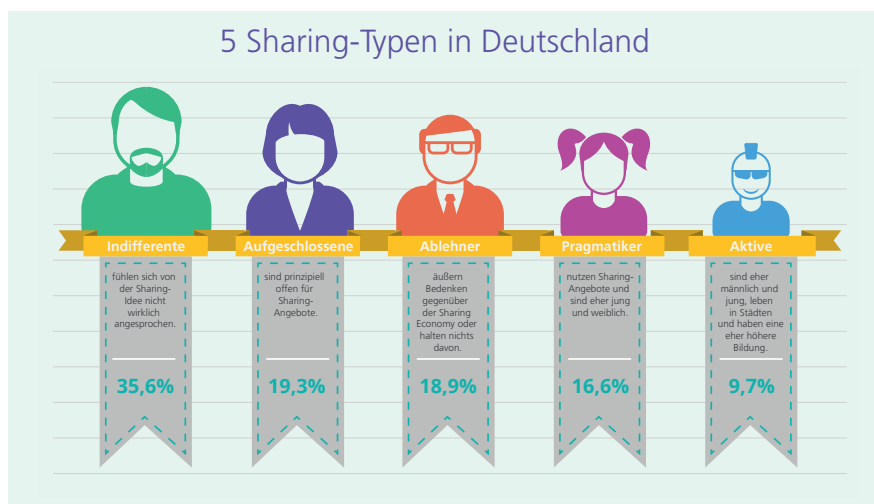 5 Sharing-Typen in Deutschland
Indifferente
fühlen sich von
der Sharing-
Idee nicht
wirklich
angesprochen.
35,6%
Aufgeschlossene
sind prinzipiell
offen für
Sharing-
Angebote.
19,3%
Ablehner
äußern
Bedenken
gegenüber
der Sharing
Economy oder
halten nichts
davon.
18,9%
Pragmatiker
nutzen Sharing-
Angebote und
sind eher jung
und weiblich.
16,6%
Aktive
sind eher
männlich und
jung, leben
in Städten
und haben eine
eher höhere
Bildung.
9,7%